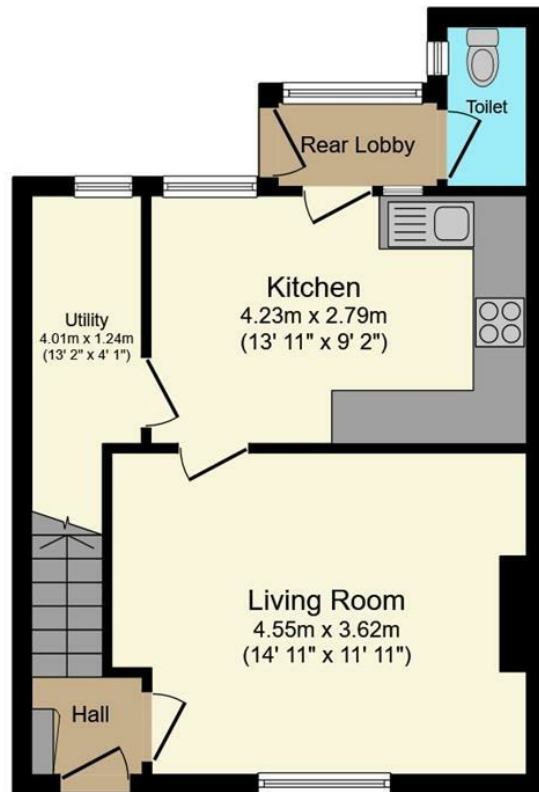 Toilet
Rear Lobby
Kitchen
4.23m x 2.79m
(13' 11" x 9' 2")
Utility
4.01m x 1.24m
(13' 2" x 4' 1")
Living Room
4.55m x 3.62m
(14' 11" x 11' 11")
Hall